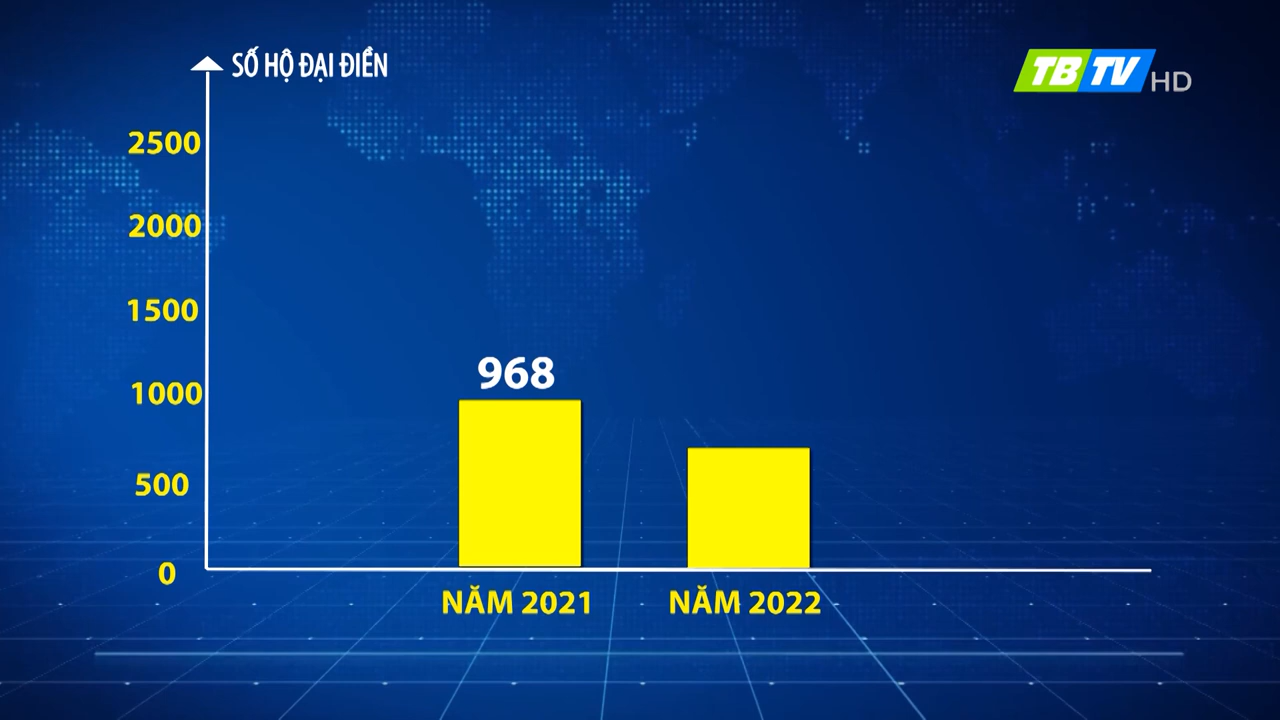 SỐ HỘ ĐẠI ĐIỀN
TBTV HD
2500
2000
1500
1000
968
500
0
NĂM 2021 NĂM 2022